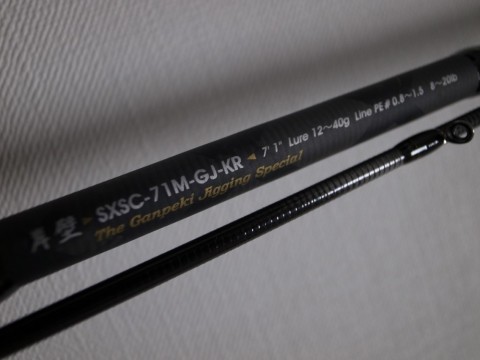 岸壁 SXSC-71M-GJ-KR 7'1" Lure 12~40g Line PE # 0.8~1.5 8~20lb
The Ganpeki Jigging Special